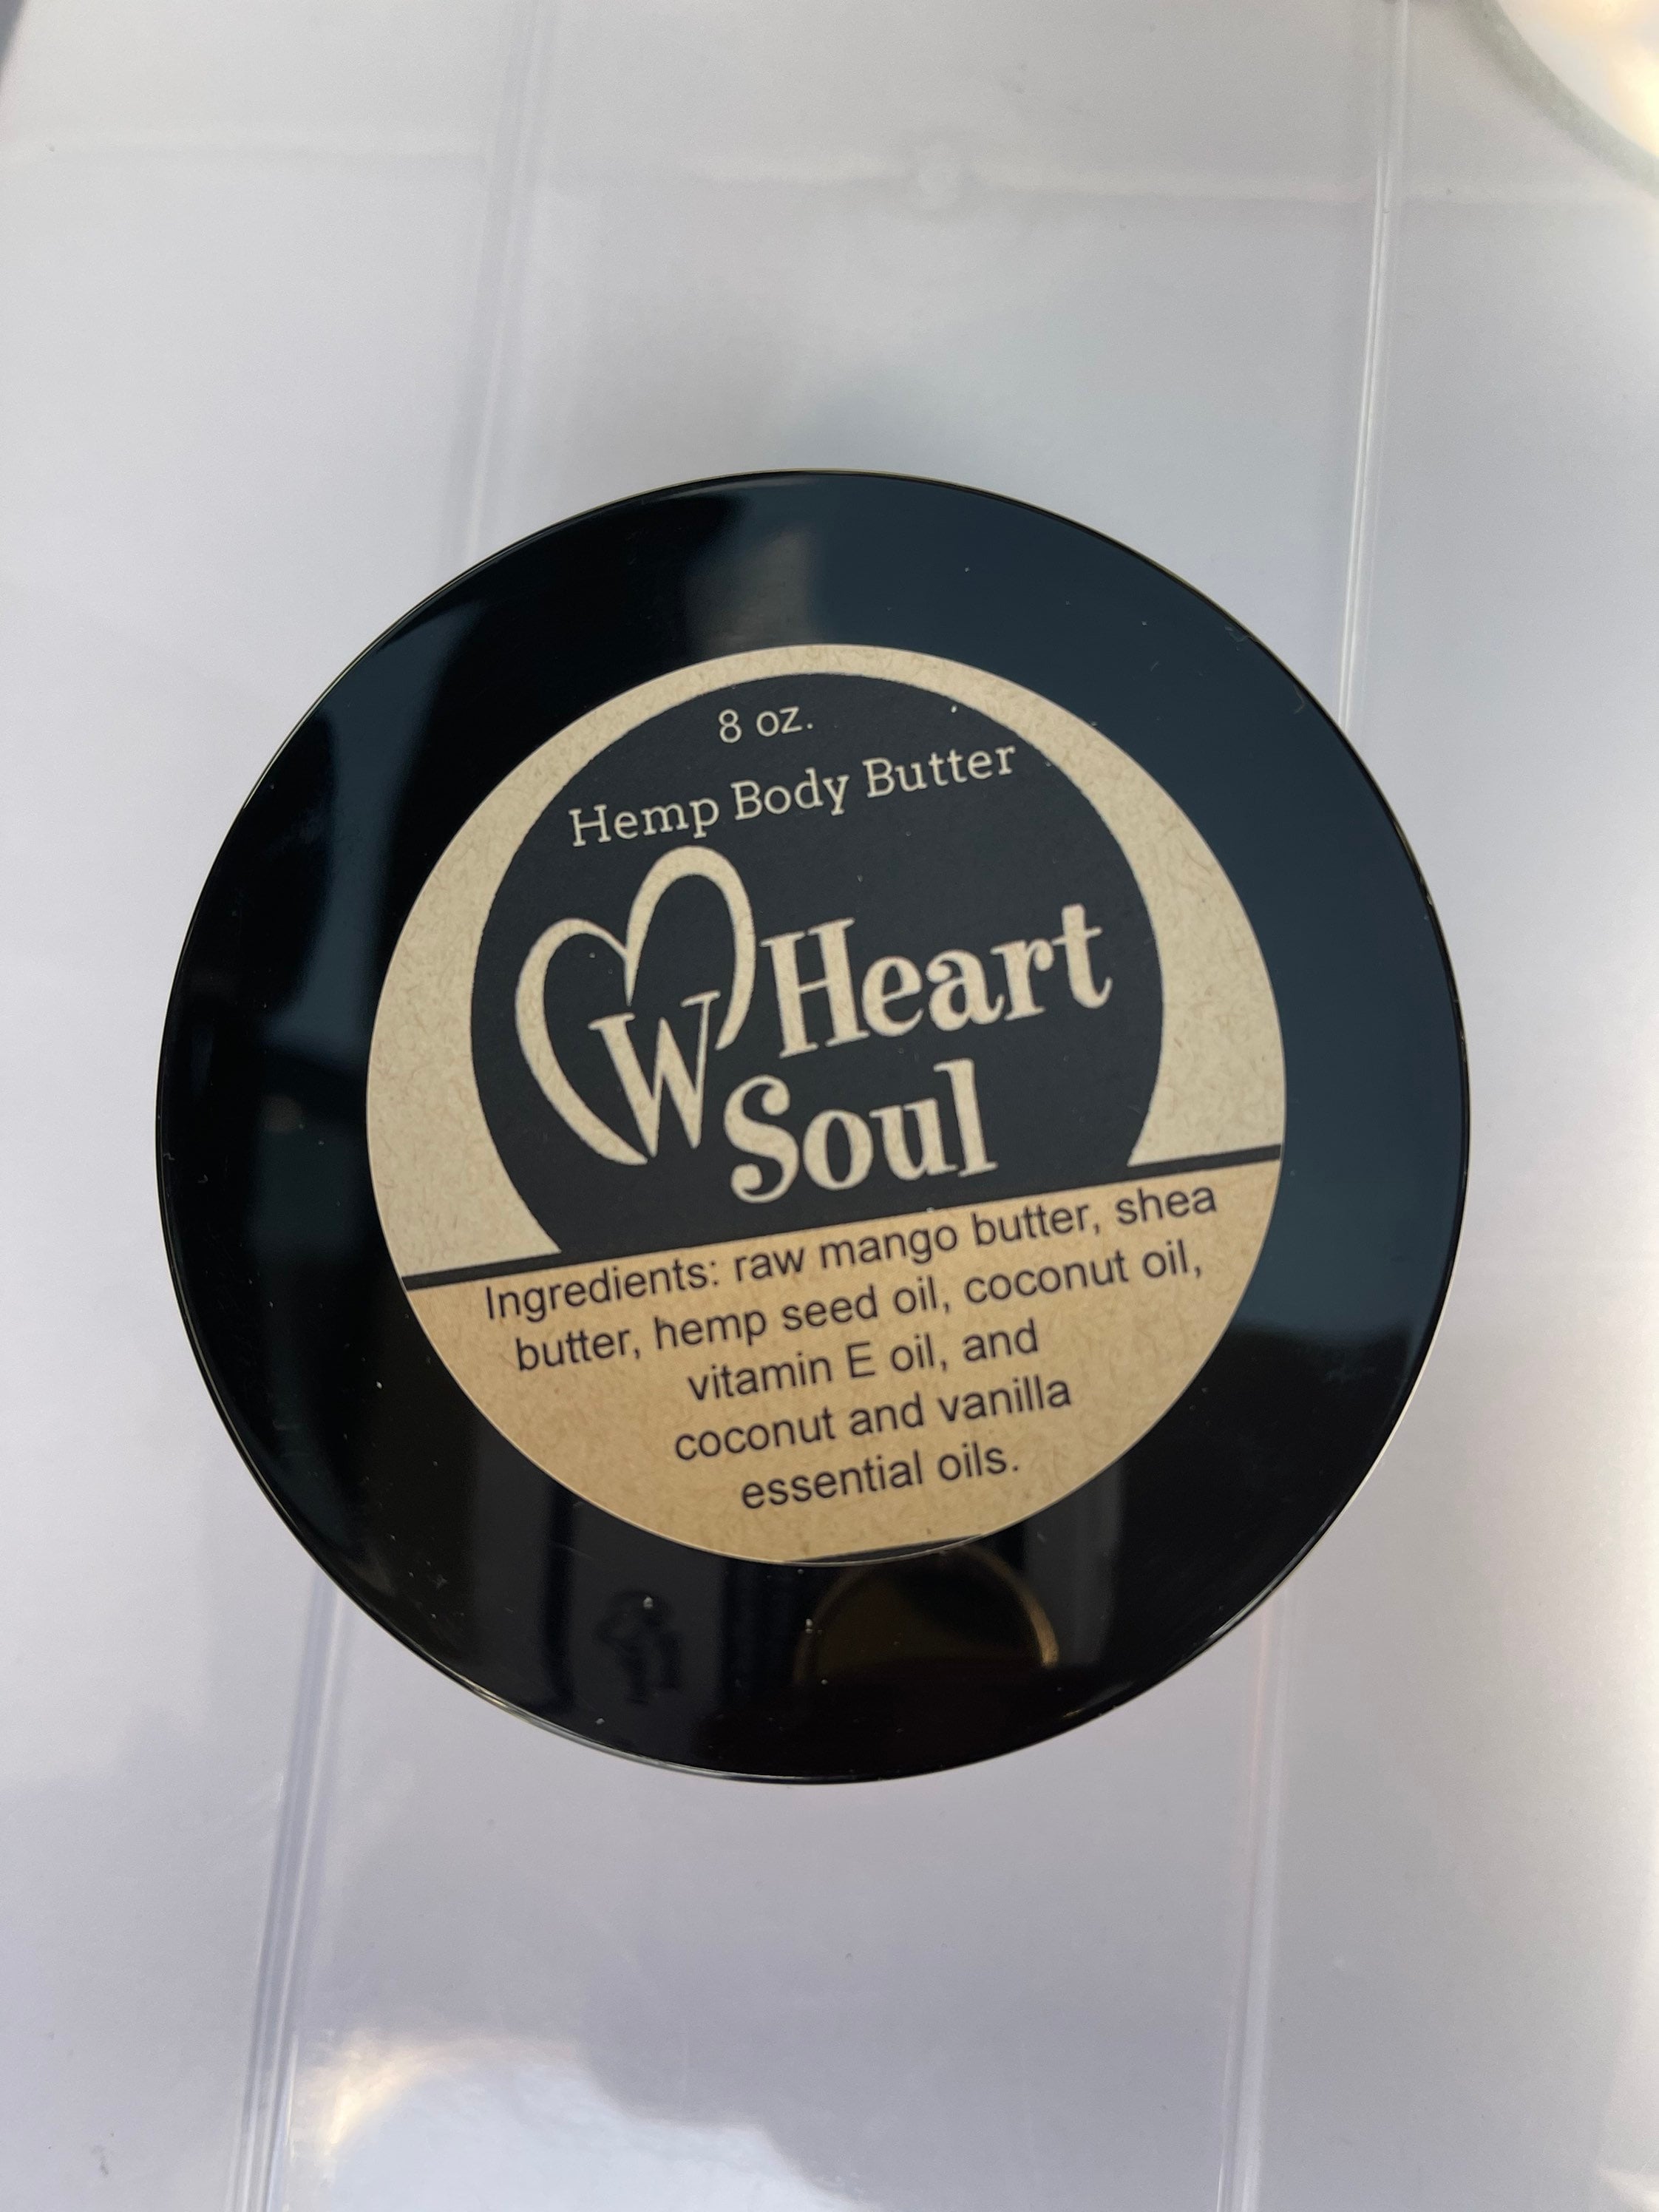 8 oz.
Hemp Body Butter
W Heart
Soul
Ingredients: raw mango butter, shea
butter, hemp seed oil, coconut oil,
vitamin E oil, and
coconut and vanilla
essential oils.